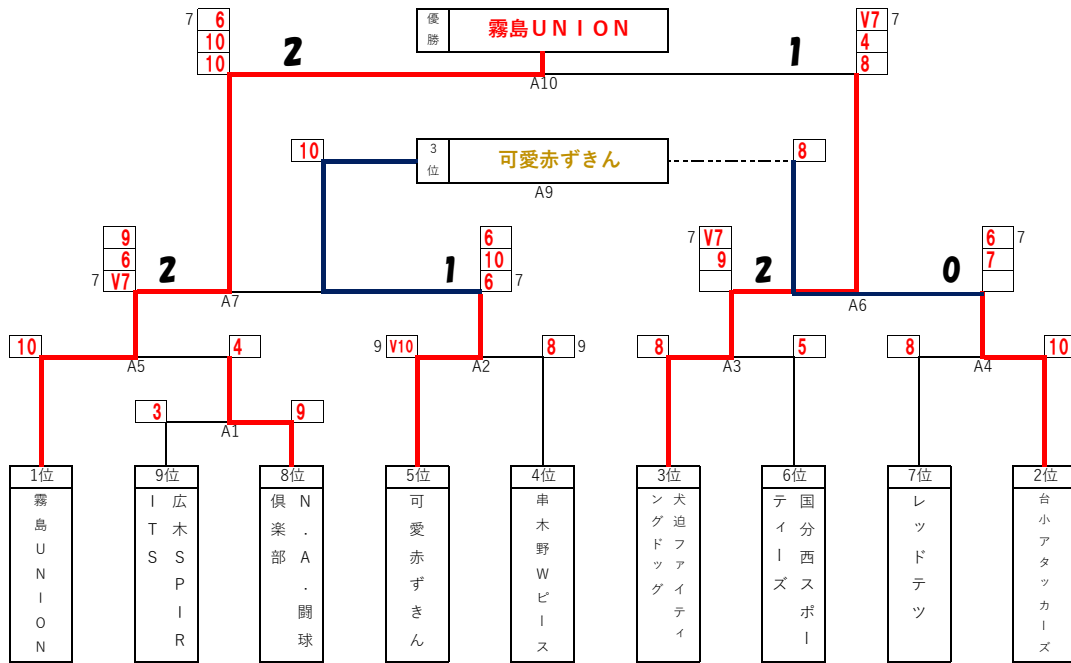 優勝
霧島UNION
7 6
10
10
2
1
V7 7
4
8
A10
10
3位
可愛赤ずきん
8
A9
9
6
7 V7
2
1
6
10
6 7
7 V7
9
2
0
6 7
7
A7
A6
10
4
9 V10
8 9
8
5
8
10
A5
A2
A3
A4
3
9
A1
1位
9位
8位
5位
4位
3位
6位
7位
2位
霧島UNION
広木SPIR
ITS
N.A.闘球
倶楽部
可愛赤ずきん
串木野Wピース
犬迫ファイティ
ングドッグ
国分西スポー
ティーズ
レッドテツ
台小アタッカーズ